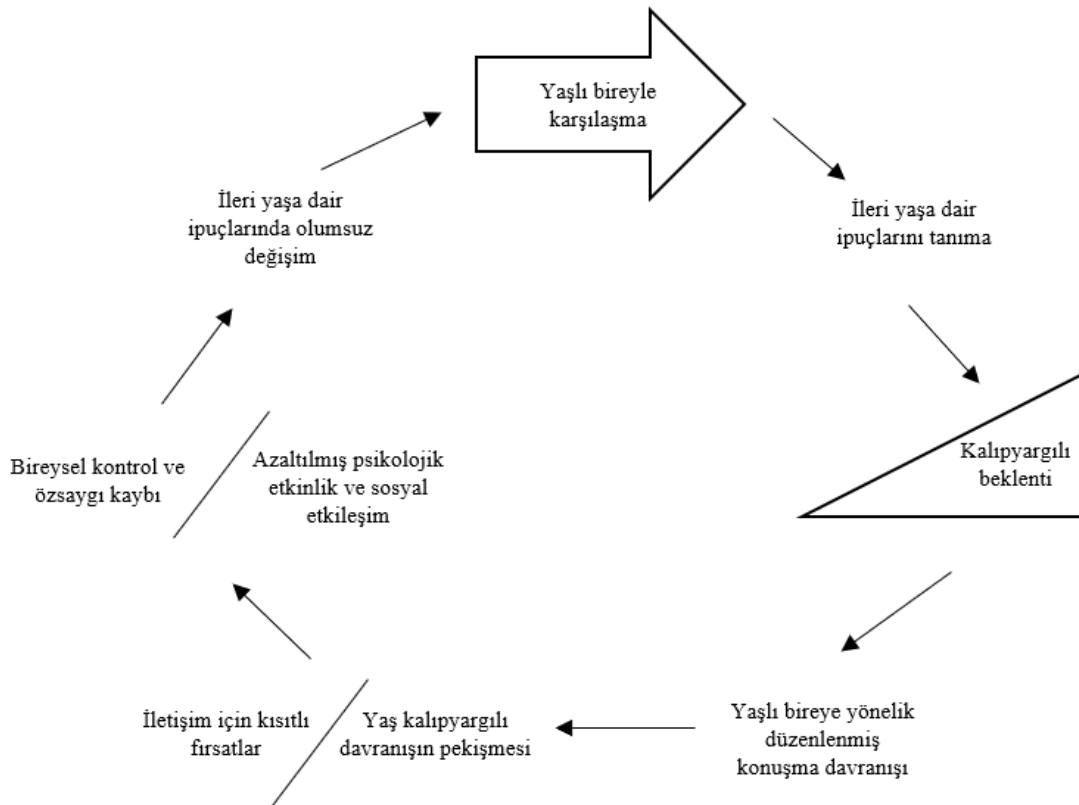 Yaşlı bireyle
karşılaşma
İleri yaşa dair
ipuçlarını tanıma
Kalıpyargılı
beklenti
Yaşlı bireye yönelik
düzenlenmiş
konuşma davranışı
Yaş kalıpyargılı
davranışın pekişmesi
İletişim için kısıtlı
fırsatlar
Azaltılmış psikolojik
etkinlik ve sosyal
etkileşim
Bireysel kontrol ve
özsaygı kaybı
İleri yaşa dair
ipuçlarında olumsuz
değişim